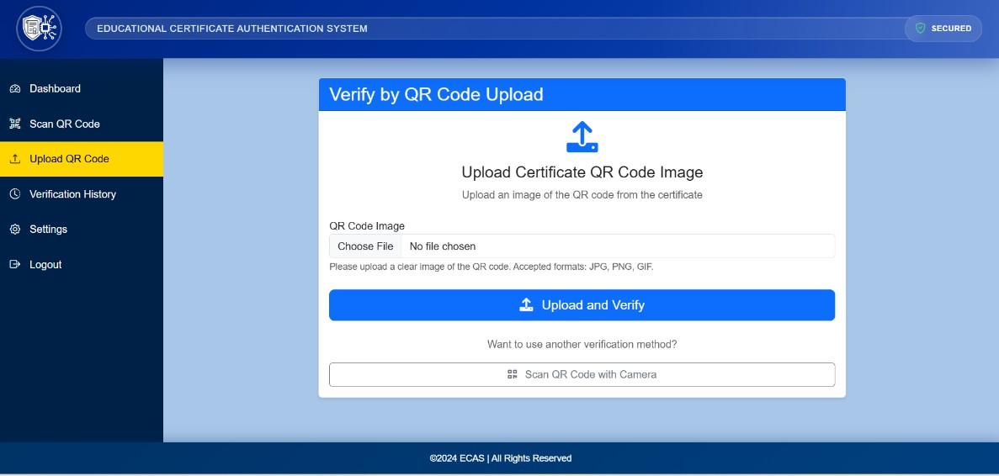 EDUCATIONAL CERTIFICATE AUTHENTICATION SYSTEM
SECURED
Dashboard
Scan QR Code
Upload QR Code
Verification History
Settings
Logout
Verify by QR Code Upload
Upload Certificate QR Code Image
Upload an image of the QR code from the certificate
QR Code Image
Choose File No file chosen
Please upload a clear image of the QR code. Accepted formats: JPG, PNG, GIF.
Upload and Verify
Want to use another verification method?
Scan QR Code with Camera
©2024 ECAS | All Rights Reserved